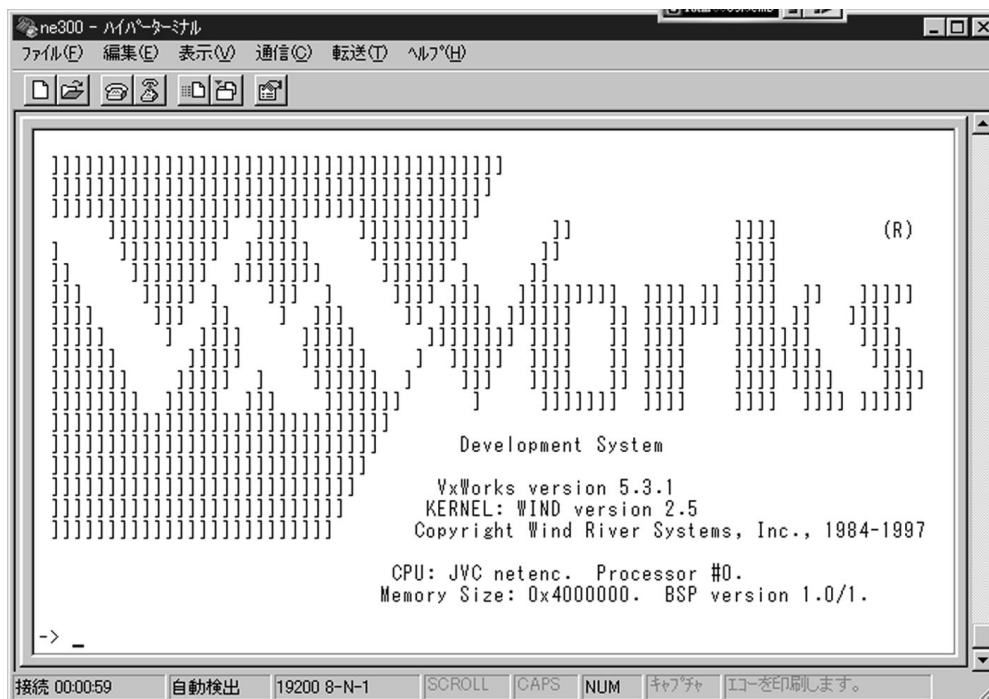 ne300 - ﾊｲﾊﾟｰﾀｰﾐﾅﾙ
ﾌｧｲﾙ(F) 編集(E) 表示(V) 通信(C) 転送(T) ﾍﾙﾌﾟ(H)
(R)
VxWorks
Development System
VxWorks version 5.3.1
KERNEL: WIND version 2.5
Copyright Wind River Systems, Inc., 1984-1997
CPU: JVC netenc. Processor #0.
Memory Size: 0x4000000. BSP version 1.0/1.
-> _
接続 00:00:59 自動検出 19200 8-N-1 SCROLL CAPS NUM ｷｬﾌﾟﾁｬ ｴｺｰを印刷します。